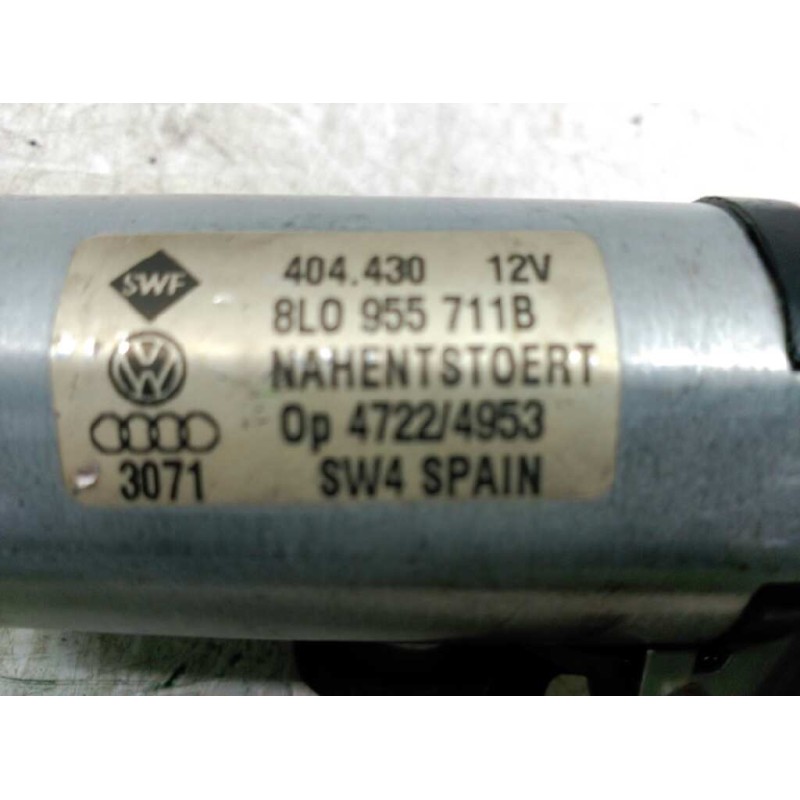 SWF
404.430 12V
8L0 955 711B
NAHENTSTOERT
Op 4722/4953
3071 SW4 SPAIN